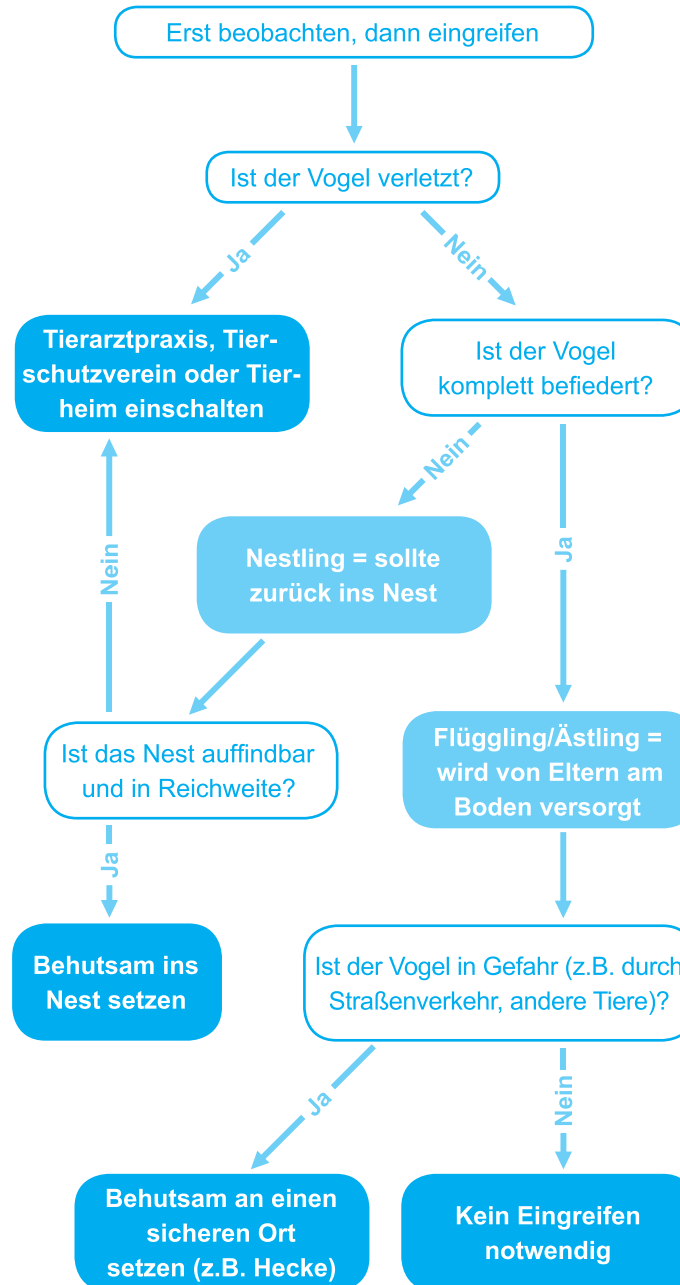 Erst beobachten, dann eingreifen
Ist der Vogel verletzt?
Ja
Nein
Tierarztpraxis, Tier-
schutzverein oder Tier-
heim einschalten
Ist der Vogel
komplett befiedert?
Nein
Ja
Nein
Nestling = sollte
zurück ins Nest
Ist das Nest auffindbar
und in Reichweite?
Flüggling/Ästling =
wird von Eltern am
Boden versorgt
Ja
Behutsam ins
Nest setzen
Ist der Vogel in Gefahr (z.B. durch
Straßenverkehr, andere Tiere)?
Ja
Nein
Behutsam an einen
sicheren Ort
setzen (z.B. Hecke)
Kein Eingreifen
notwendig